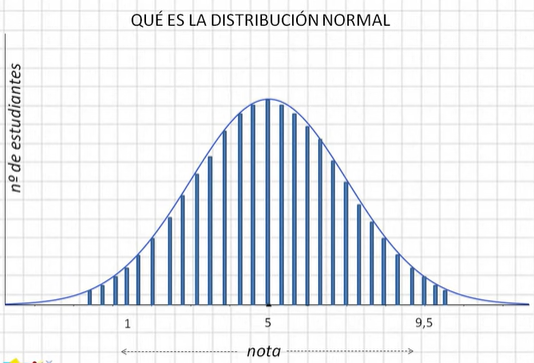 QUÉ ES LA DISTRIBUCIÓN NORMAL
nº de estudiantes
1 5 9,5
nota